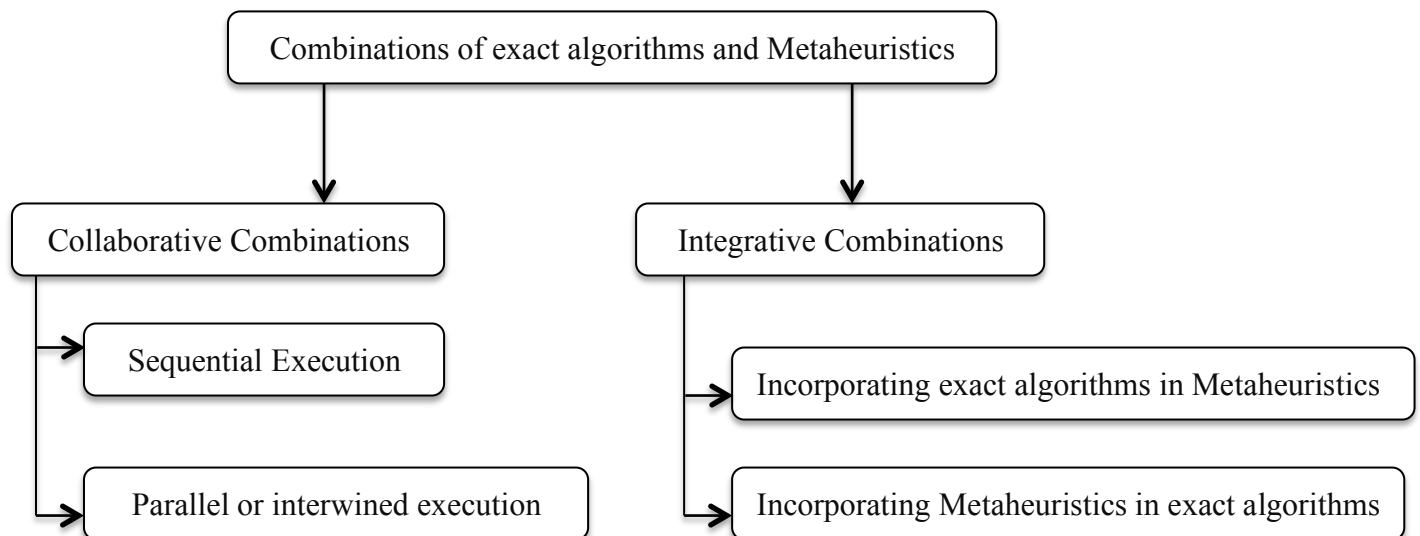 Combinations of exact algorithms and Metaheuristics
Collaborative Combinations
Integrative Combinations
Sequential Execution
Incorporating exact algorithms in Metaheuristics
Parallel or interwined execution
Incorporating Metaheuristics in exact algorithms